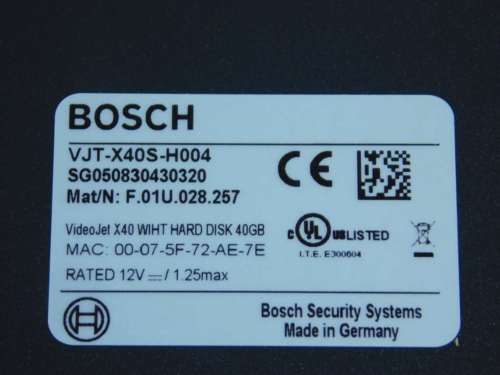 BOSCH
VJT-X40S-H004
SG050830430320
Mat/N: F.01U.028.257
VideoJet X40 WIHT HARD DISK 40GB
MAC: 00-07-5F-72-AE-7E
RATED 12V ⎓ / 1.25max
CE
c UL us LISTED
I.T.E. E300604
Bosch Security Systems
Made in Germany